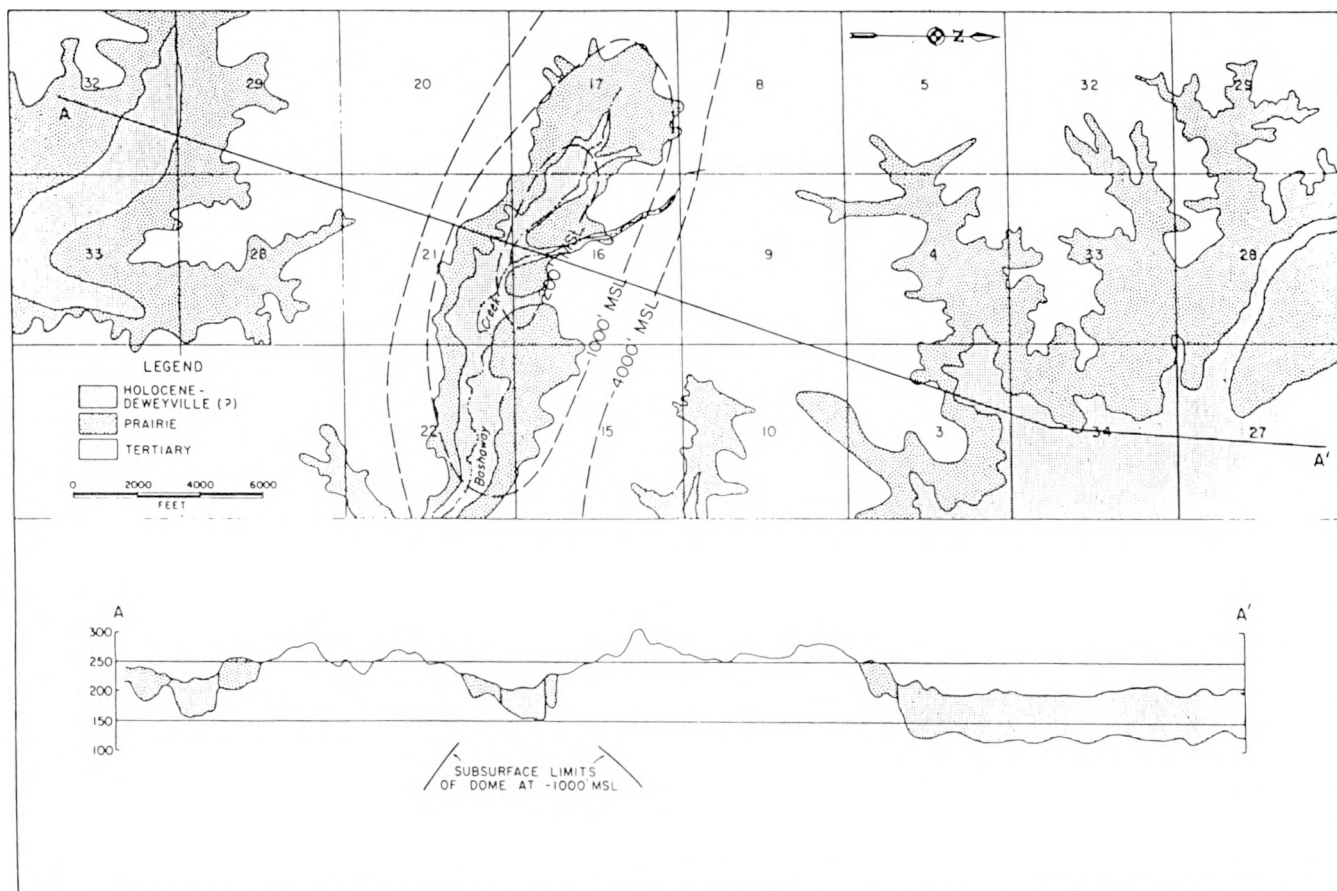 32
29
20
17
8
5
32
29
Z
A
33
28
21
16
9
4
33
28
200' MSL
-1000' MSL
-4000' MSL
Creek
Bashaway
22
15
10
3
34
27
A'
LEGEND
HOLOCENE-
DEWEYVILLE (?)
PRAIRIE
TERTIARY
0 2000 4000 6000
FEET
A
A'
300
250
200
150
100
SUBSURFACE LIMITS
OF DOME AT -1000' MSL